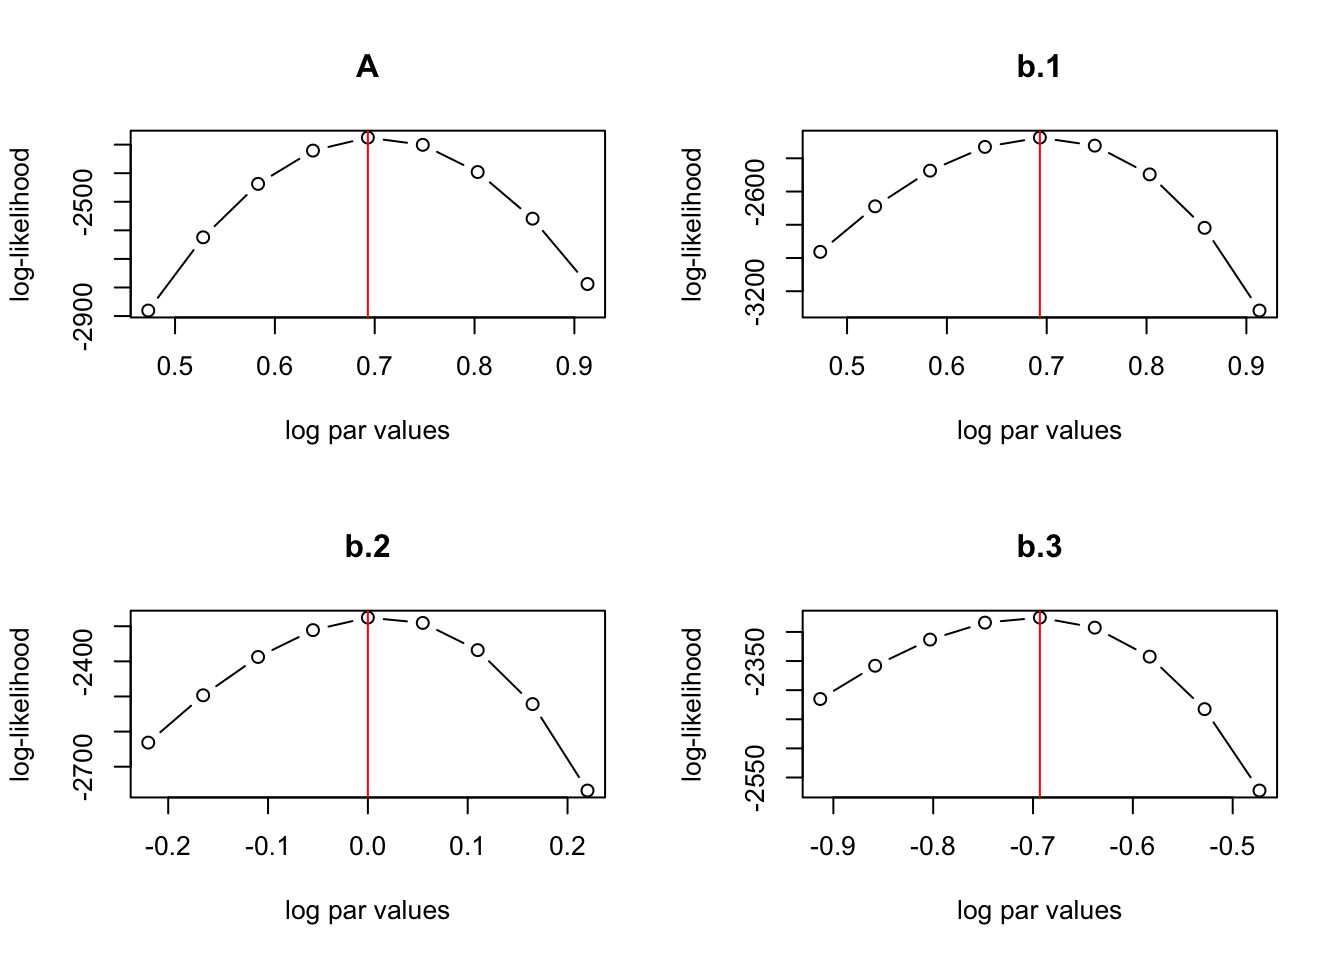 A
log-likelihood
-2500
-2900
0.5 0.6 0.7 0.8 0.9
log par values
b.1
log-likelihood
-2600
-3200
0.5 0.6 0.7 0.8 0.9
log par values
b.2
log-likelihood
-2400
-2700
-0.2 -0.1 0.0 0.1 0.2
log par values
b.3
log-likelihood
-2350
-2550
-0.9 -0.8 -0.7 -0.6 -0.5
log par values